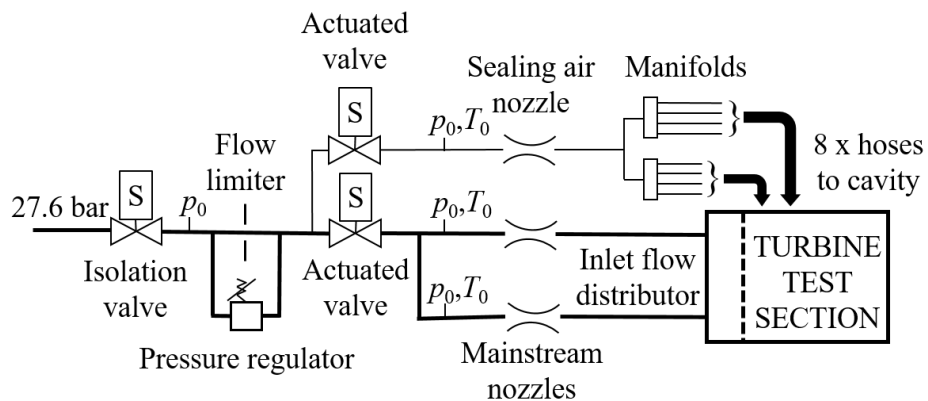 Actuated
valve
Sealing air
nozzle
Manifolds
S
p0,T0
Flow
limiter
8 x hoses
to cavity
27.6 bar
S
p0
S
p0,T0
Isolation
valve
Actuated
valve
p0,T0
Inlet flow
distributor
TURBINE
TEST
SECTION
Pressure regulator
Mainstream
nozzles